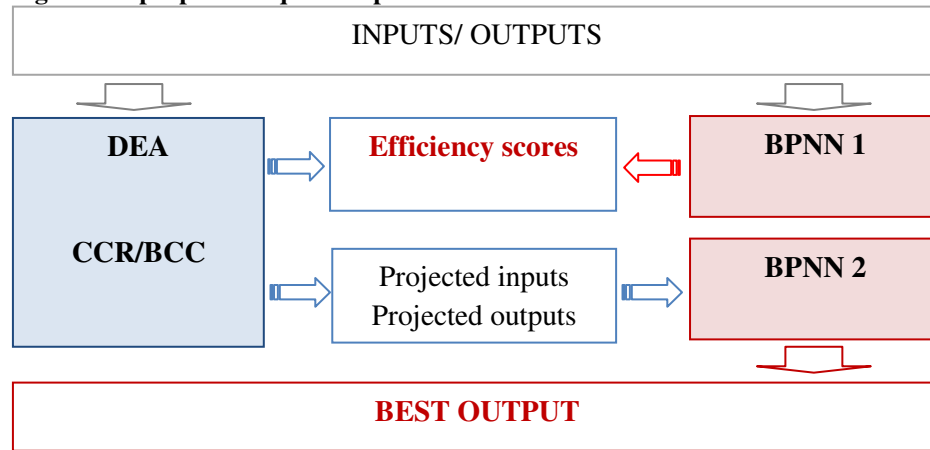 INPUTS/ OUTPUTS
DEA
Efficiency scores
BPNN 1
CCR/BCC
Projected inputs
Projected outputs
BPNN 2
BEST OUTPUT